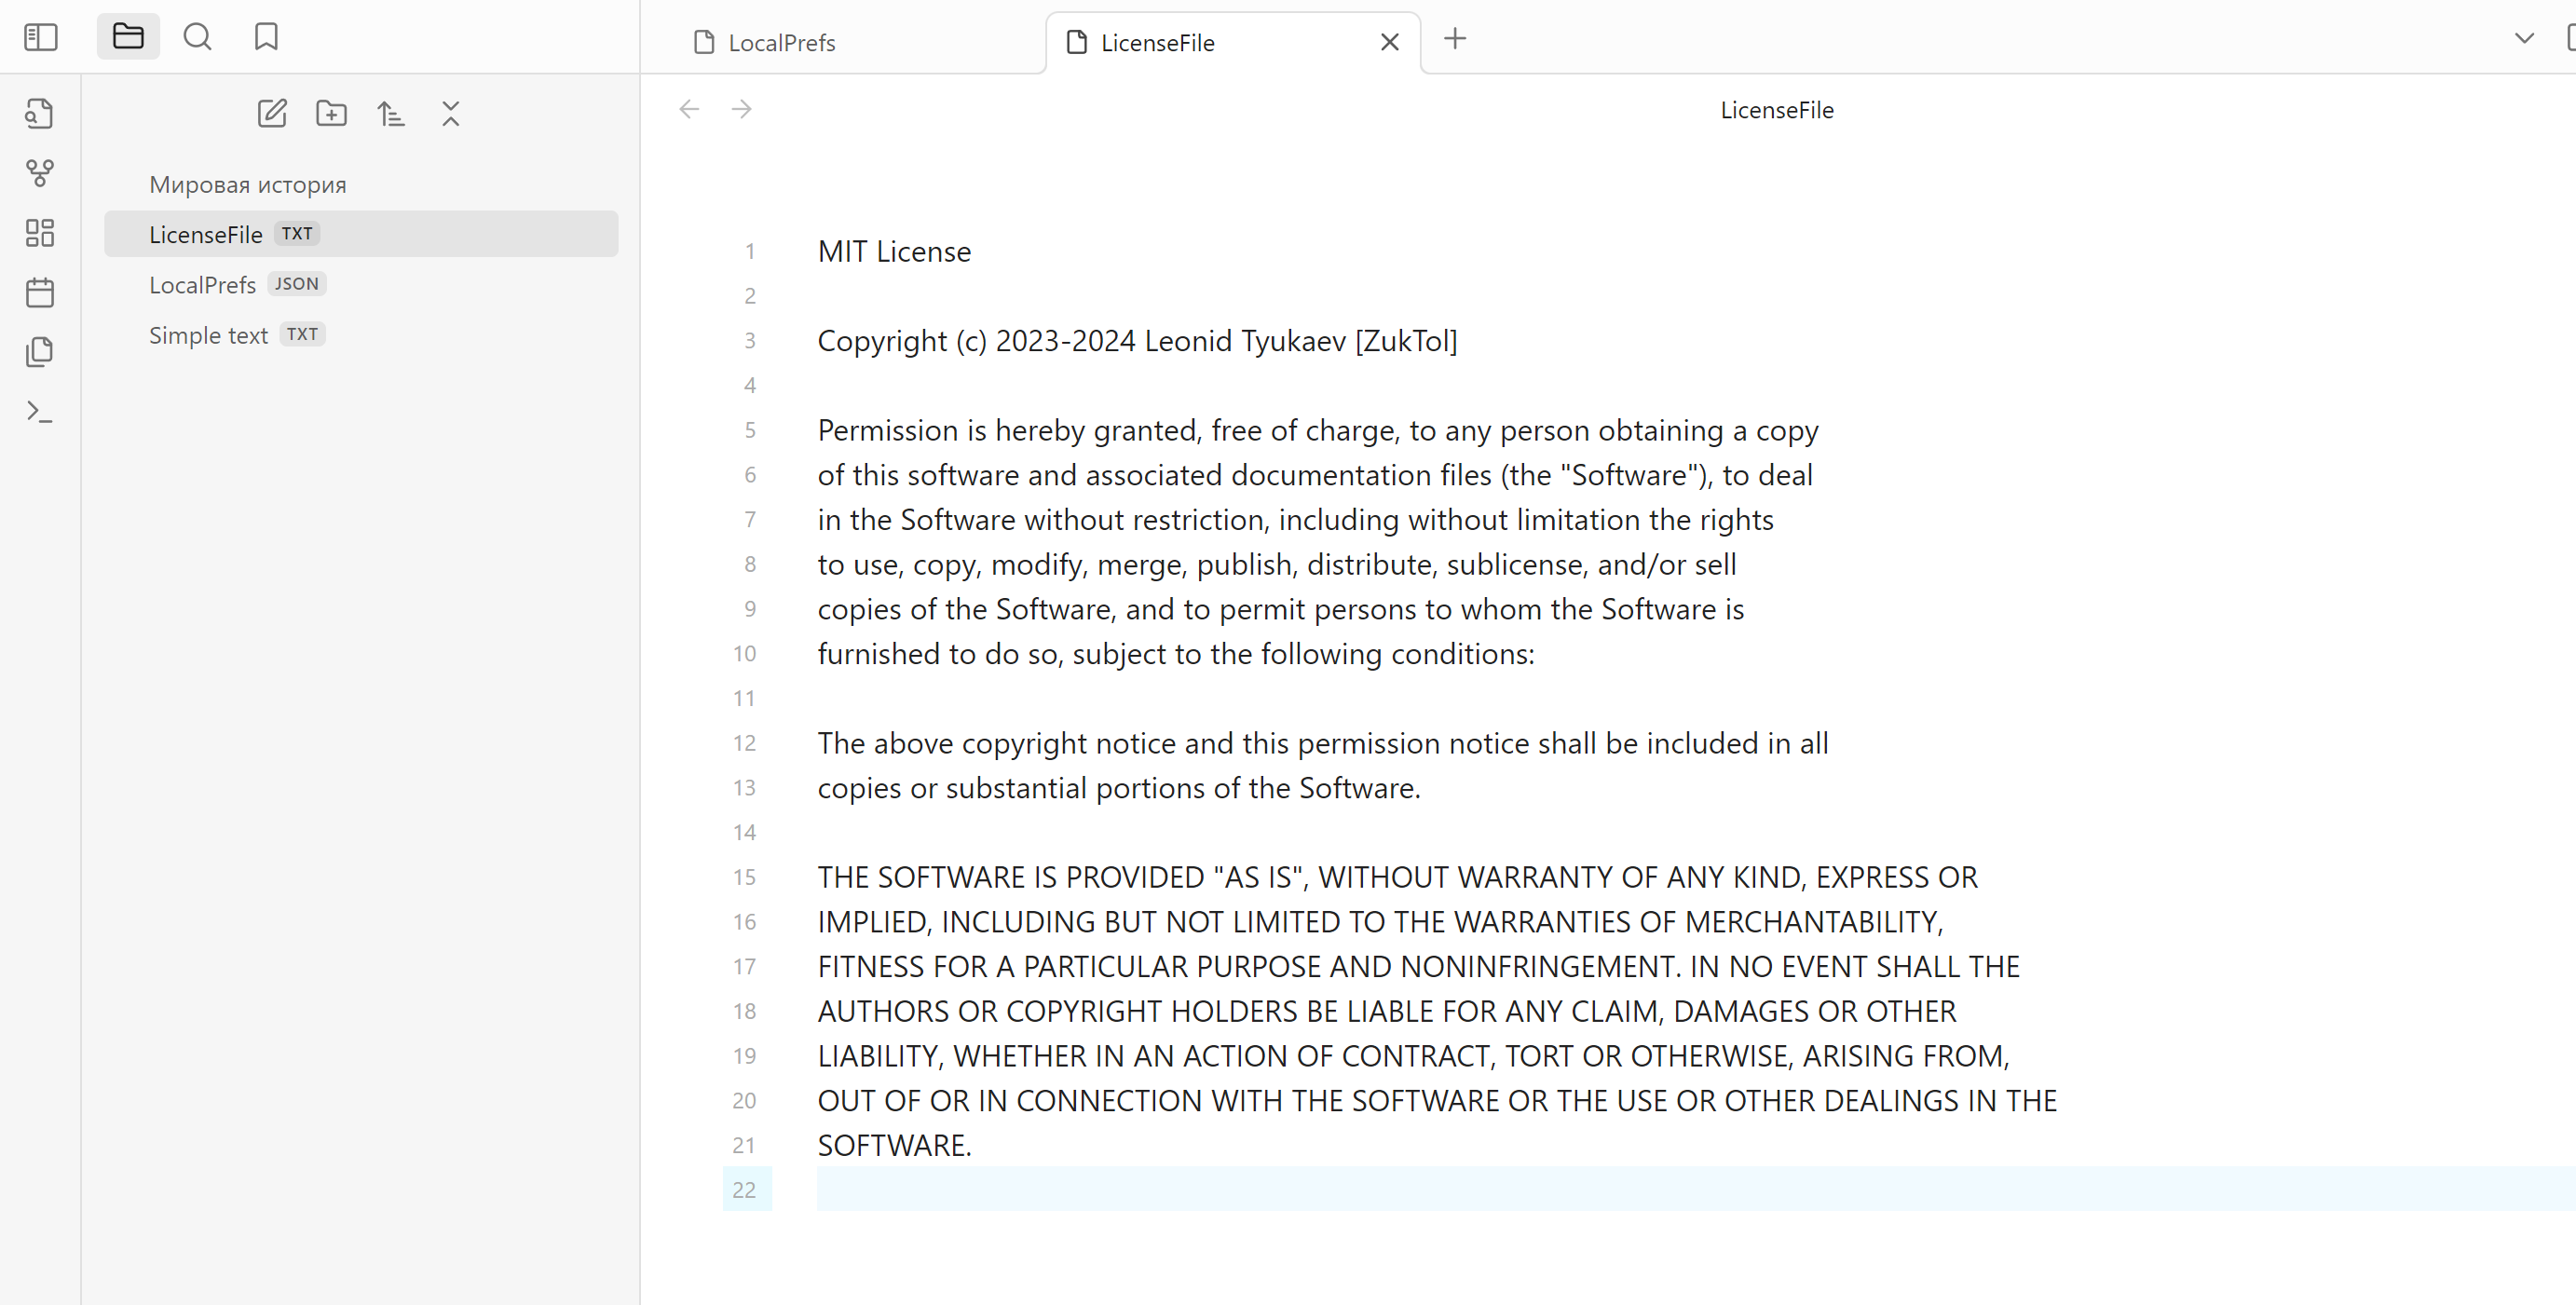 LocalPrefs
LicenseFile
LicenseFile
Мировая история
LicenseFile TXT
LocalPrefs JSON
Simple text TXT
1 MIT License
2
3 Copyright (c) 2023-2024 Leonid Tyukaev [ZukTol]
4
5 Permission is hereby granted, free of charge, to any person obtaining a copy
6 of this software and associated documentation files (the "Software"), to deal
7 in the Software without restriction, including without limitation the rights
8 to use, copy, modify, merge, publish, distribute, sublicense, and/or sell
9 copies of the Software, and to permit persons to whom the Software is
10 furnished to do so, subject to the following conditions:
11
12 The above copyright notice and this permission notice shall be included in all
13 copies or substantial portions of the Software.
14
15 THE SOFTWARE IS PROVIDED "AS IS", WITHOUT WARRANTY OF ANY KIND, EXPRESS OR
16 IMPLIED, INCLUDING BUT NOT LIMITED TO THE WARRANTIES OF MERCHANTABILITY,
17 FITNESS FOR A PARTICULAR PURPOSE AND NONINFRINGEMENT. IN NO EVENT SHALL THE
18 AUTHORS OR COPYRIGHT HOLDERS BE LIABLE FOR ANY CLAIM, DAMAGES OR OTHER
19 LIABILITY, WHETHER IN AN ACTION OF CONTRACT, TORT OR OTHERWISE, ARISING FROM,
20 OUT OF OR IN CONNECTION WITH THE SOFTWARE OR THE USE OR OTHER DEALINGS IN THE
21 SOFTWARE.
22